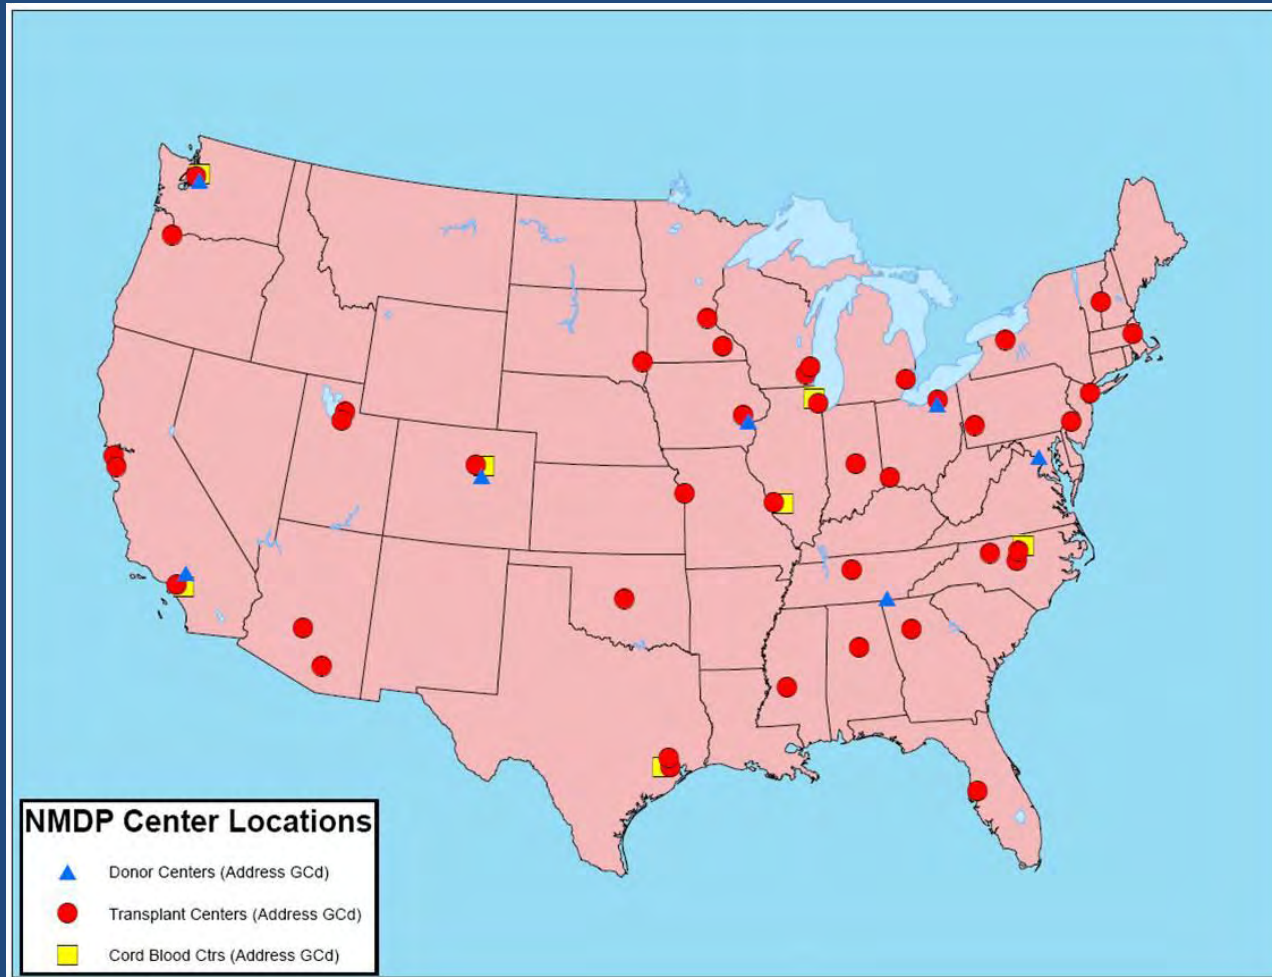 NMDP Center Locations
Donor Centers (Address GCd)
Transplant Centers (Address GCd)
Cord Blood Ctrs (Address GCd)